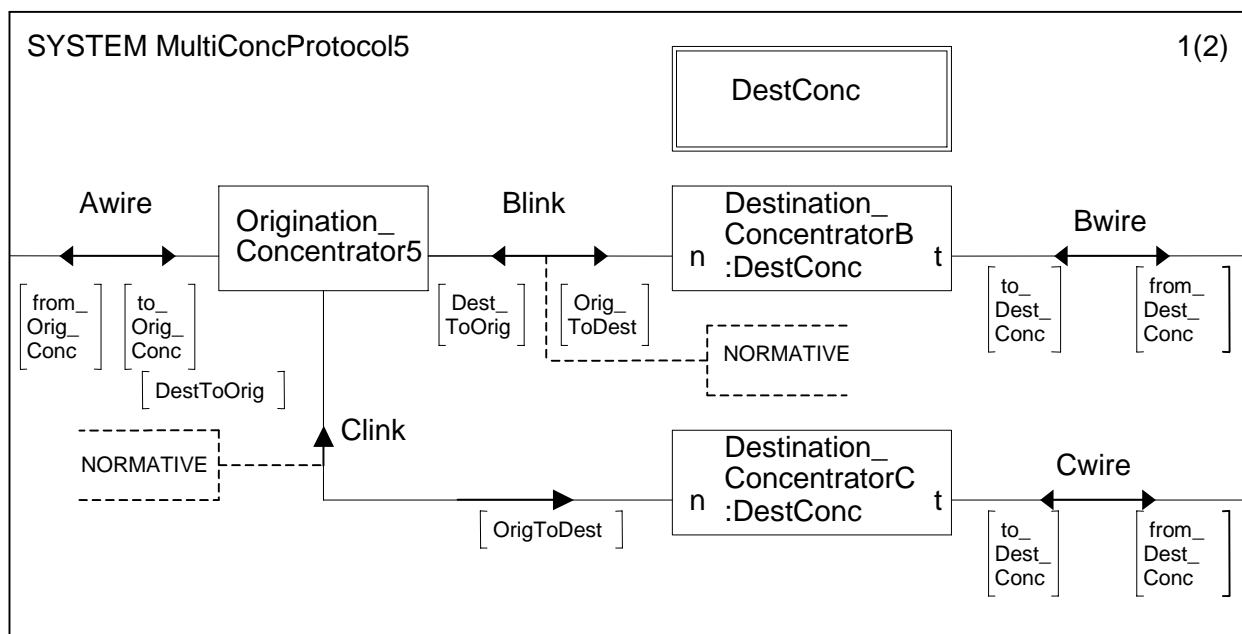 SYSTEM MultiConcProtocol5
1(2)
DestConc
Awire
Origination_
Concentrator5
Blink
n
Destination_
ConcentratorB
:DestConc
t
Bwire
from_
Orig_
Conc
to_
Orig_
Conc
Dest_
ToOrig
Orig_
ToDest
to_
Dest_
Conc
from_
Dest_
Conc
NORMATIVE
DestToOrig
NORMATIVE
Clink
n
Destination_
ConcentratorC
:DestConc
t
Cwire
OrigToDest
to_
Dest_
Conc
from_
Dest_
Conc